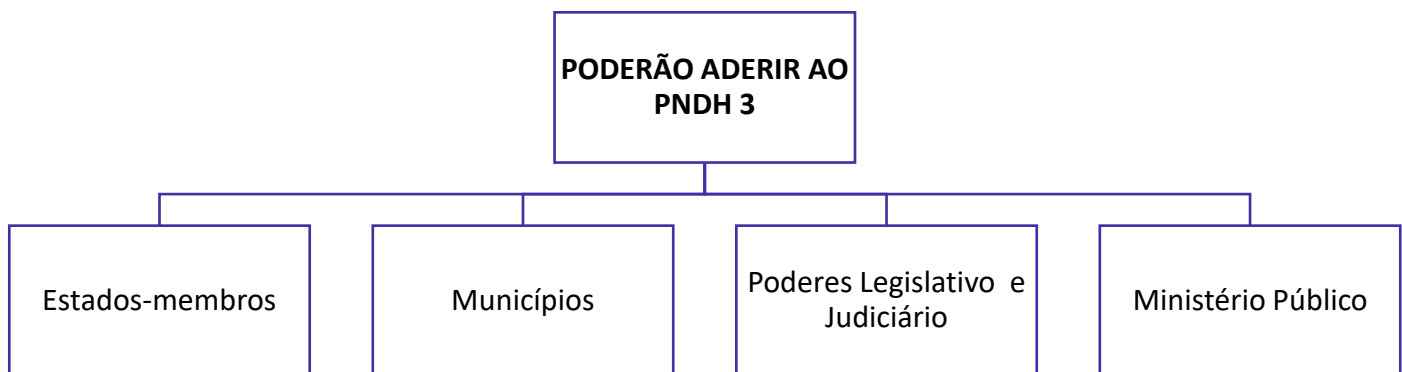 PODERÃO ADERIR AO
PNDH 3
Estados-membros
Municípios
Poderes Legislativo e
Judiciário
Ministério Público